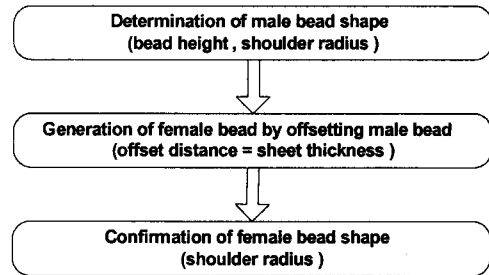 Determination of male bead shape
(bead height , shoulder radius )
Generation of female bead by offsetting male bead
(offset distance = sheet thickness )
Confirmation of female bead shape
(shoulder radius )